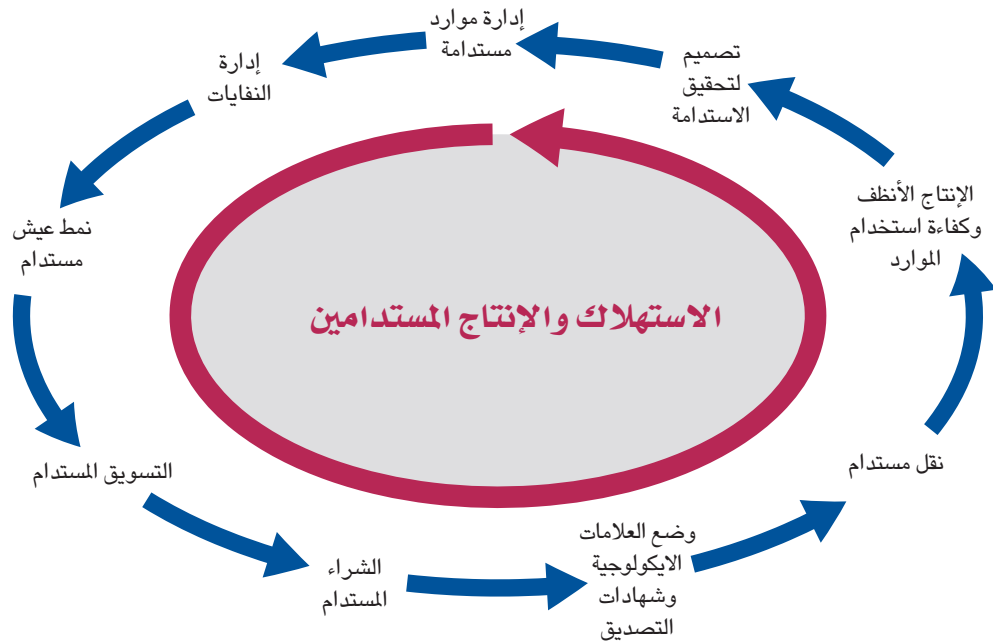 إدارة موارد
مستدامة
تصميم
لتحقيق
الاستدامة
إدارة
النفايات
الإنتاج الأنظف
وكفاءة استخدام
الموارد
نمط عيش
مستدام
الاستهلاك والإنتاج المستدامين
نقل مستدام
التسويق المستدام
وضع العلامات
الايكولوجية
وشهادات
التصديق
الشراء
المستدام